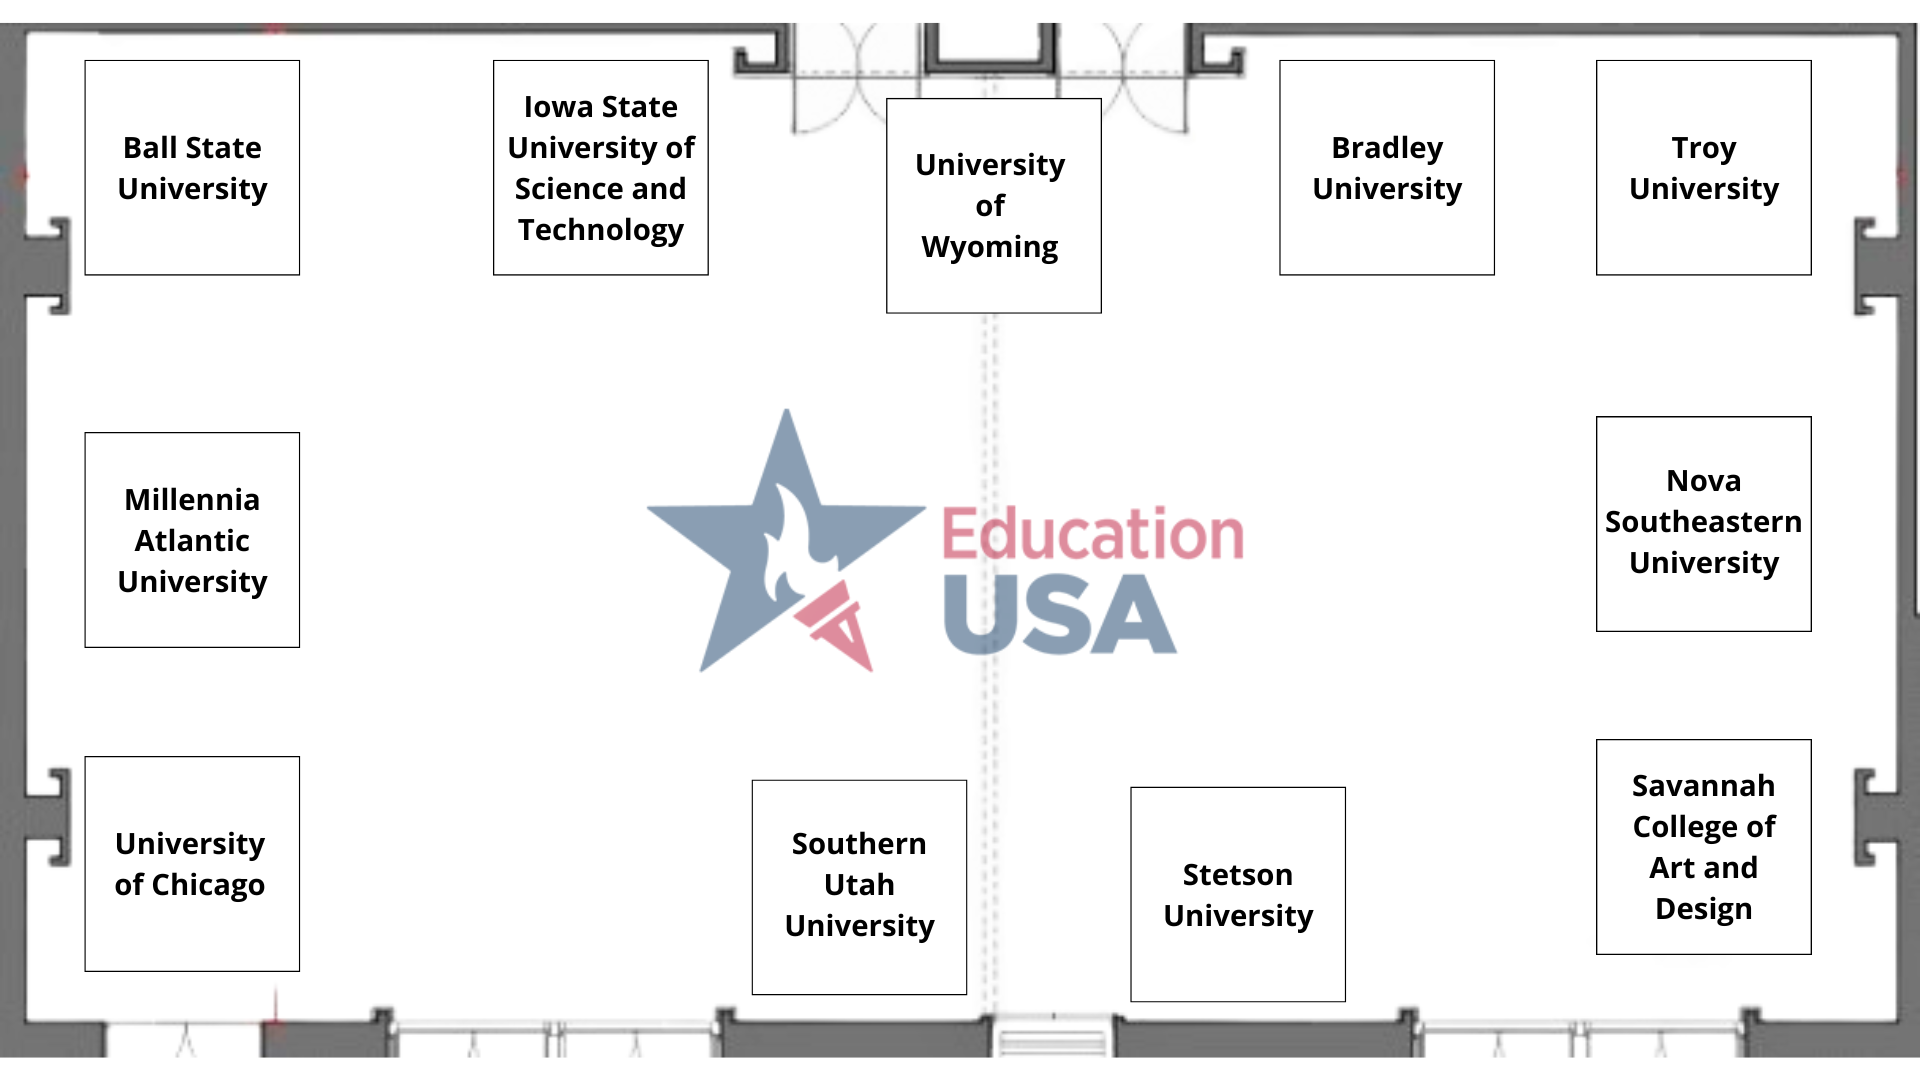 Ball State
University
Iowa State
University of
Science and
Technology
University
of
Wyoming
Bradley
University
Troy
University
Millennia
Atlantic
University
Education
USA
Nova
Southeastern
University
University
of Chicago
Southern
Utah
University
Stetson
University
Savannah
College of
Art and
Design